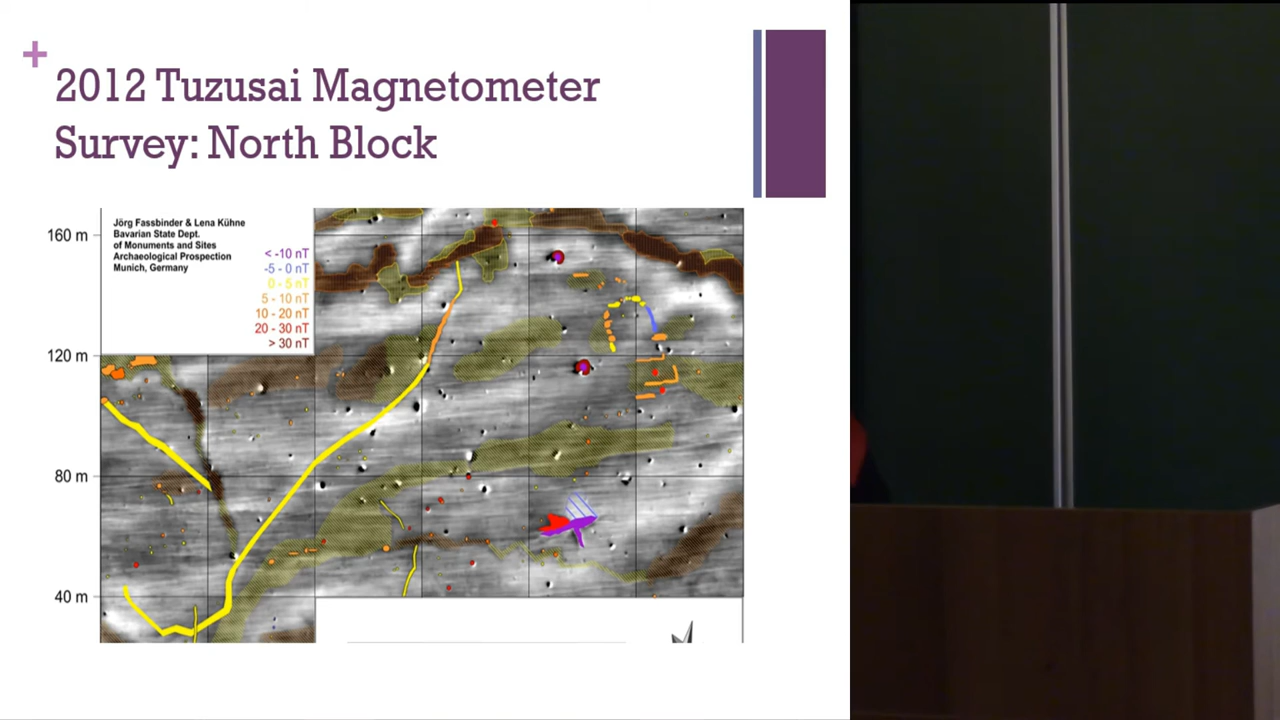 +
2012 Tuzusai Magnetometer
Survey: North Block
Jörg Fassbinder & Lena Kühne
Bavarian State Dept.
of Monuments and Sites
Archaeological Prospection
Munich, Germany
< -10 nT
-5 - 0 nT
0 - 5 nT
5 - 10 nT
10 - 20 nT
20 - 30 nT
> 30 nT
160 m
120 m
80 m
40 m